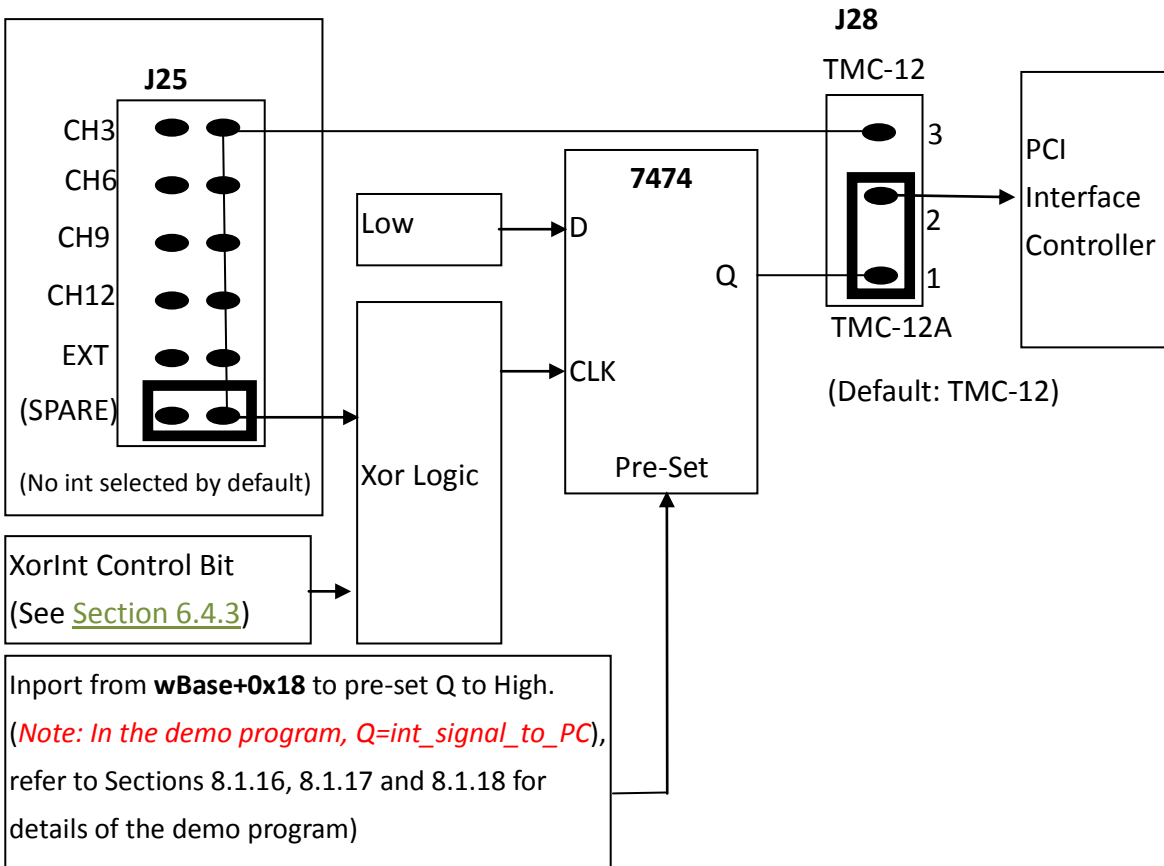 J25
CH3
CH6
CH9
CH12
EXT
(SPARE)
(No int selected by default)
XorInt Control Bit
(See Section 6.4.3)
Low
Xor Logic
7474
D
Q
CLK
Pre-Set
J28
TMC-12
3
2
1
TMC-12A
(Default: TMC-12)
PCI
Interface
Controller
Inport from wBase+0x18 to pre-set Q to High.
(Note: In the demo program, Q=int_signal_to_PC),
refer to Sections 8.1.16, 8.1.17 and 8.1.18 for
details of the demo program)